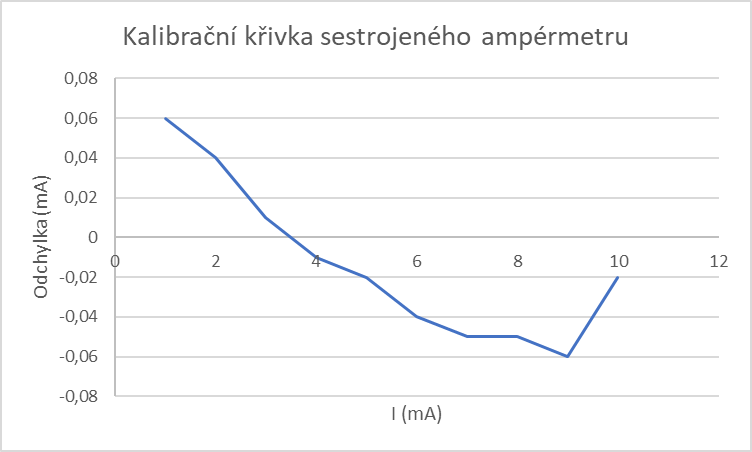 Kalibrační křivka sestrojeného ampérmetru
0,08
0,06
0,04
0,02
0
-0,02
-0,04
-0,06
-0,08
Odchylka (mA)
0 2 4 6 8 10 12
I (mA)